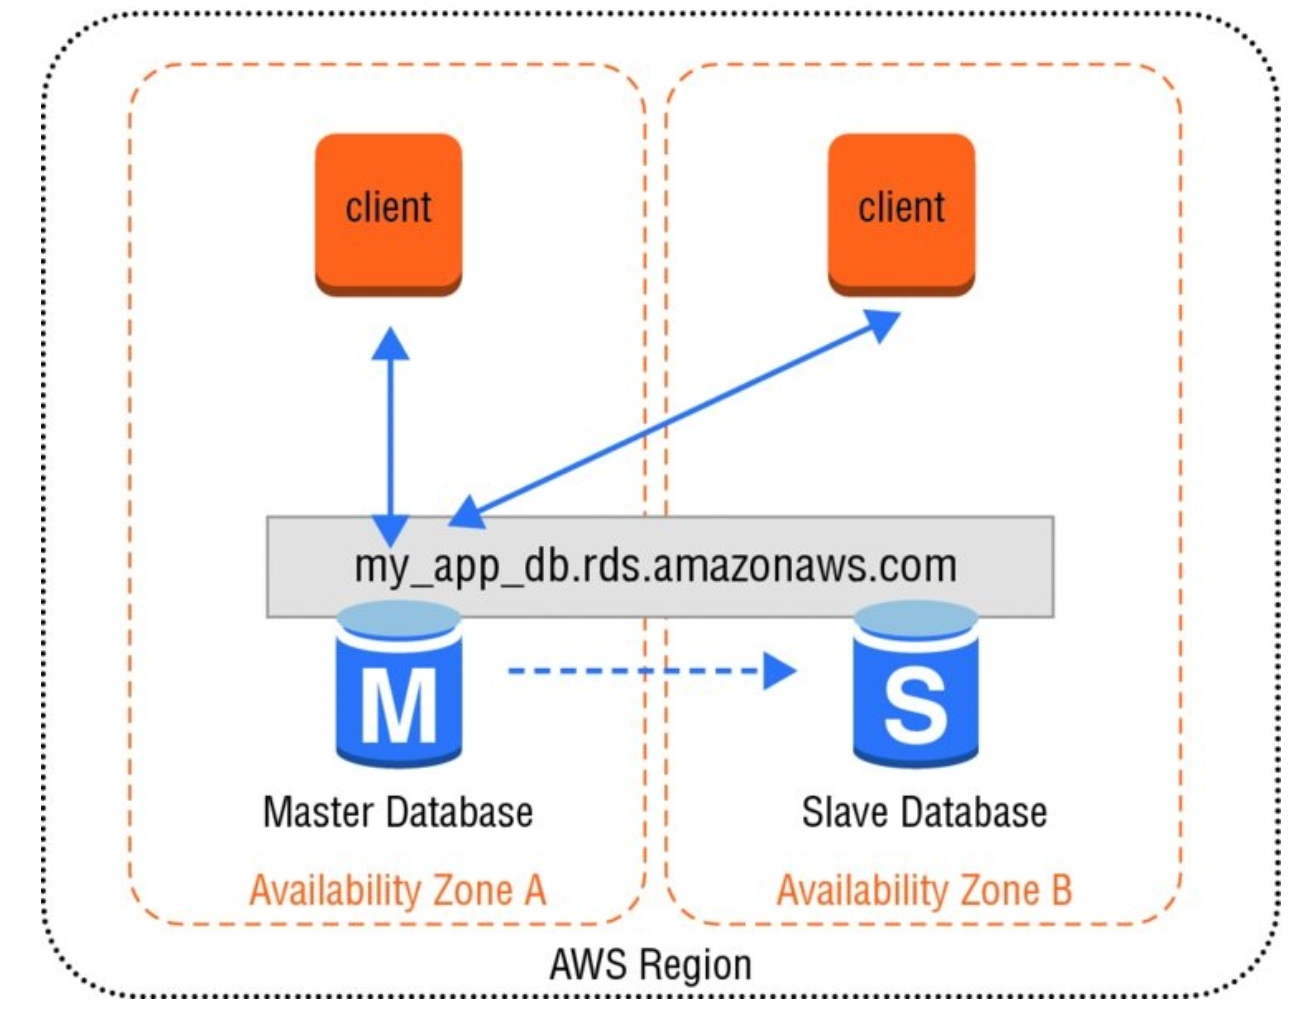 client
client
my_app_db.rds.amazonaws.com
M
S
Master Database
Slave Database
Availability Zone A
Availability Zone B
AWS Region